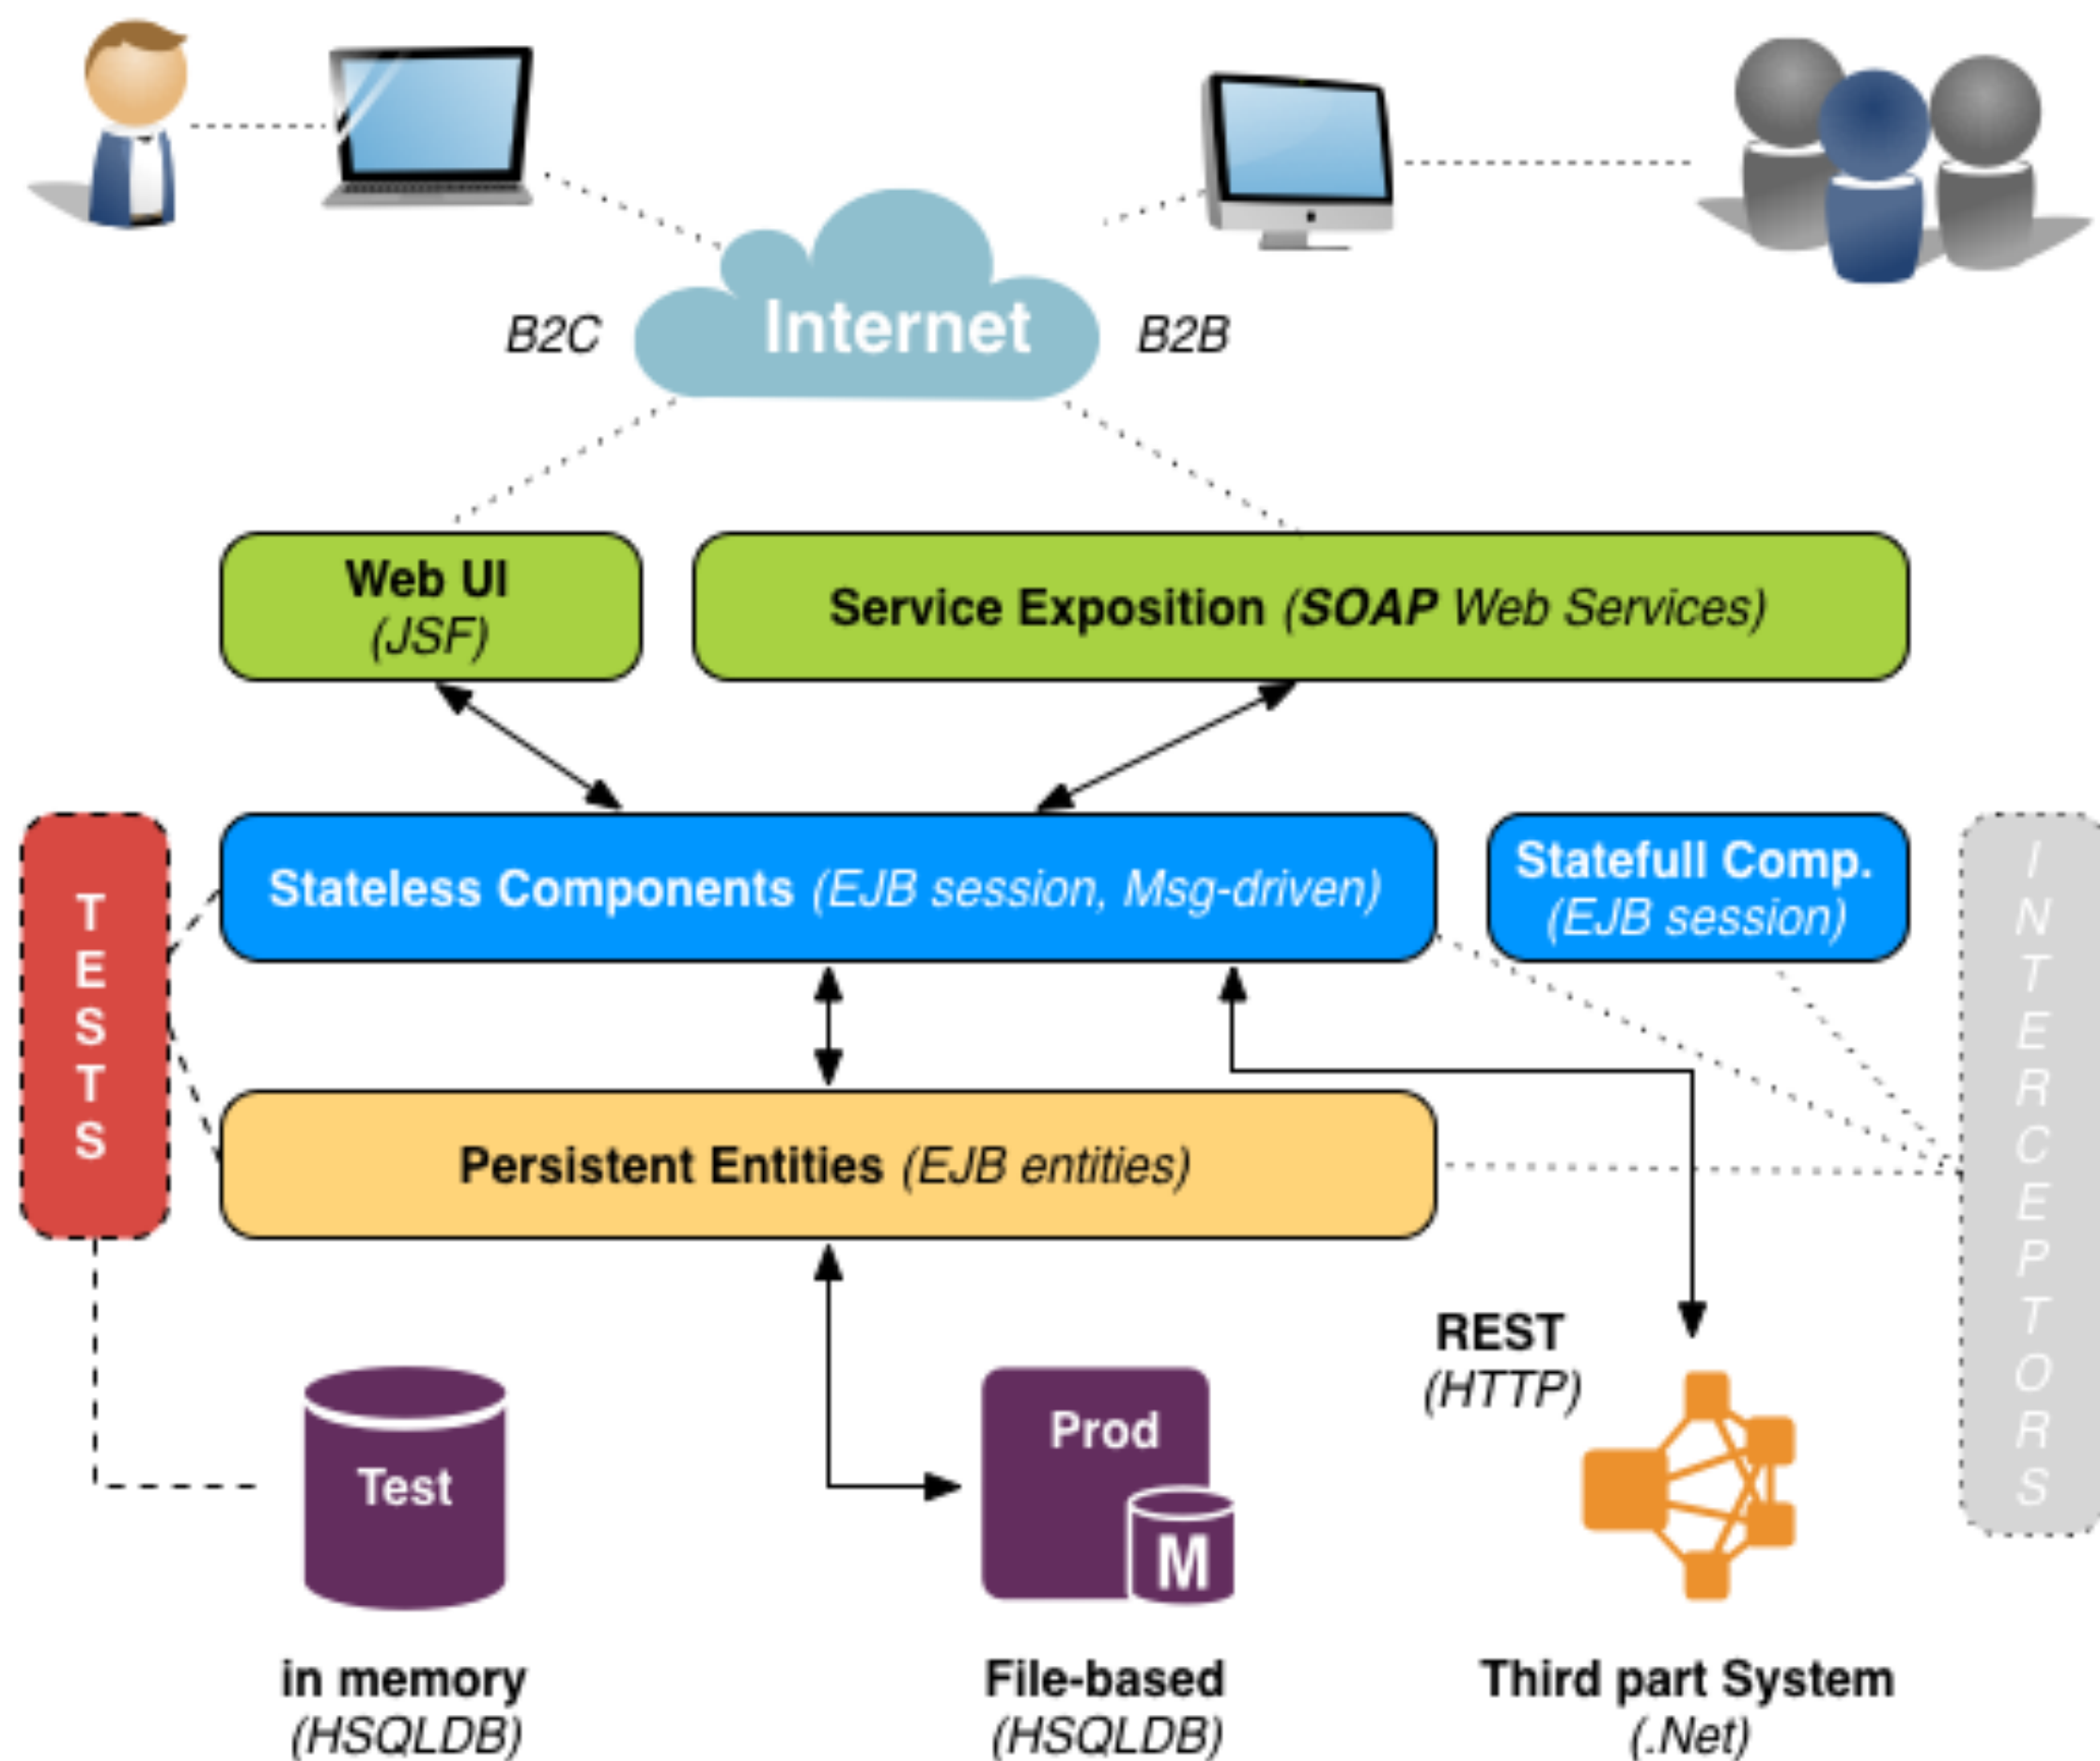 B2C
Internet
B2B
Web UI
(JSF)
Service Exposition (SOAP Web Services)
TESTS
Stateless Components (EJB session, Msg-driven)
Statefull Comp.
(EJB session)
INTERCEPTORS
Persistent Entities (EJB entities)
REST
(HTTP)
Test
Prod
M
in memory
(HSQLDB)
File-based
(HSQLDB)
Third part System
(.Net)